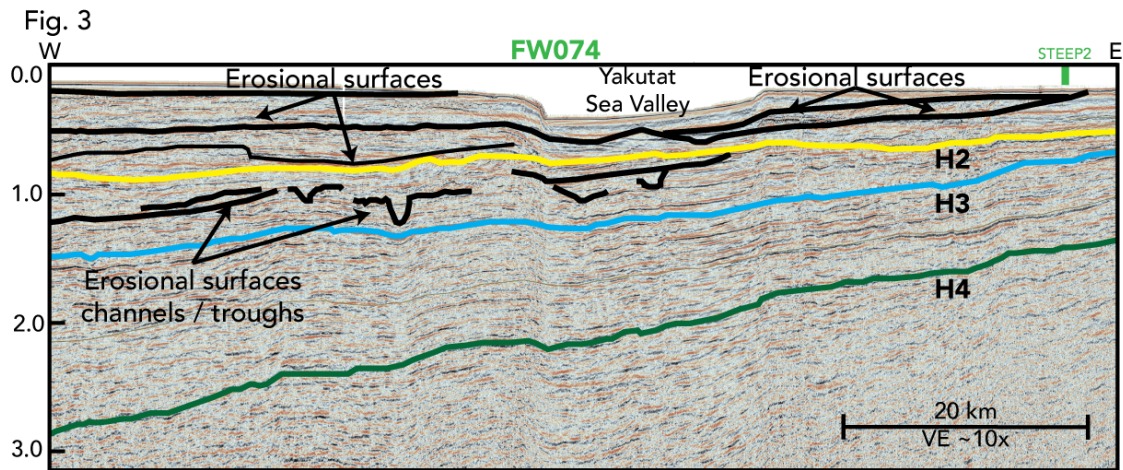 Fig. 3
W
FW074
STEEP2
E
0.0
Erosional surfaces
Yakutat
Sea Valley
Erosional surfaces
H2
1.0
H3
Erosional surfaces
channels / troughs
H4
2.0
20 km
VE ~10x
3.0